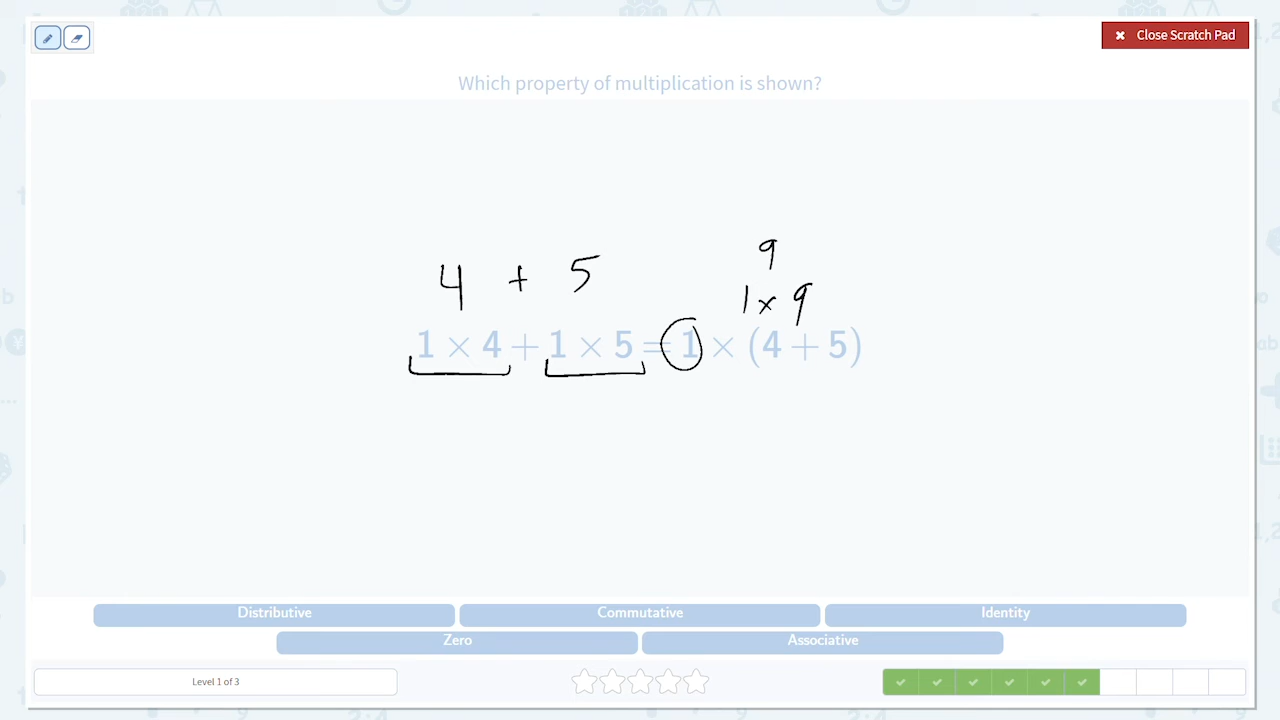 Close Scratch Pad
Which property of multiplication is shown?
9
4 + 5
1 × 9
1 × 4 + 1 × 5 = 1 × (4 + 5)
Distributive
Commutative
Identity
Zero
Associative
Level 1 of 3